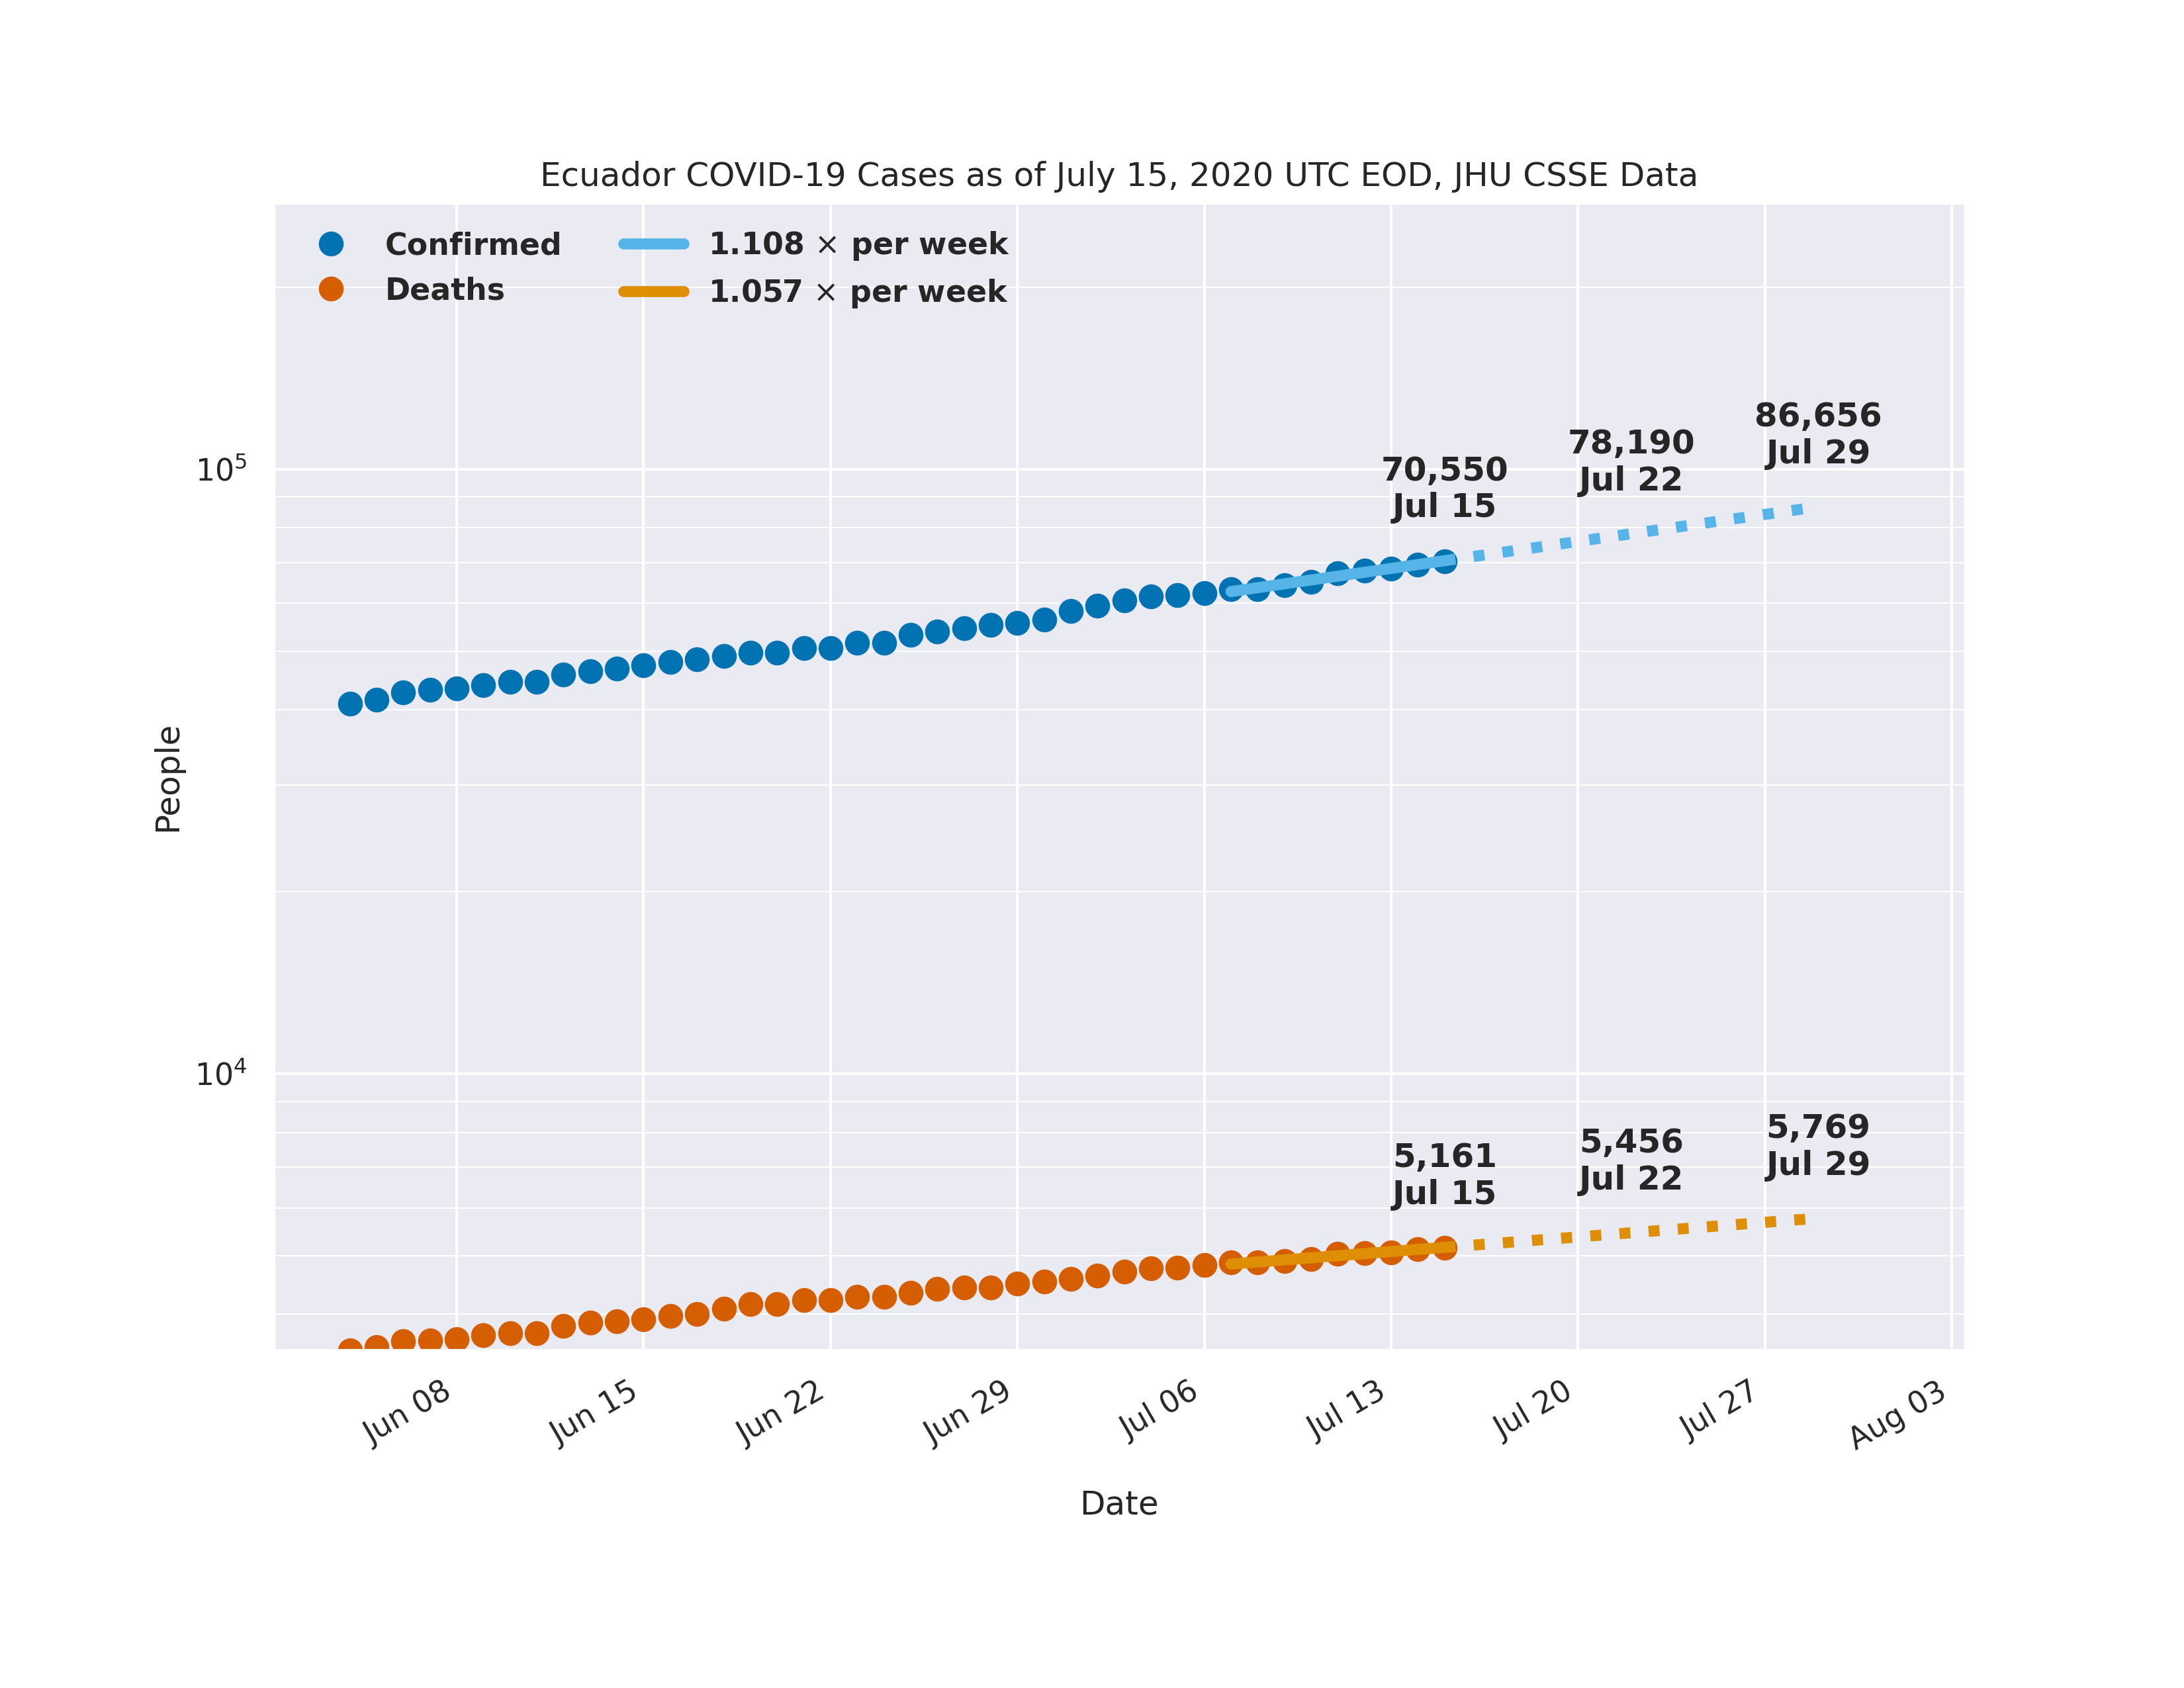 Ecuador COVID-19 Cases as of July 15, 2020 UTC EOD, JHU CSSE Data
Confirmed
Deaths
1.108 × per week
1.057 × per week
86,656
Jul 29
78,190
Jul 22
70,550
Jul 15
10⁵
People
10⁴
5,769
Jul 29
5,456
Jul 22
5,161
Jul 15
Jun 08
Jun 15
Jun 22
Jun 29
Jul 06
Jul 13
Jul 20
Jul 27
Aug 03
Date